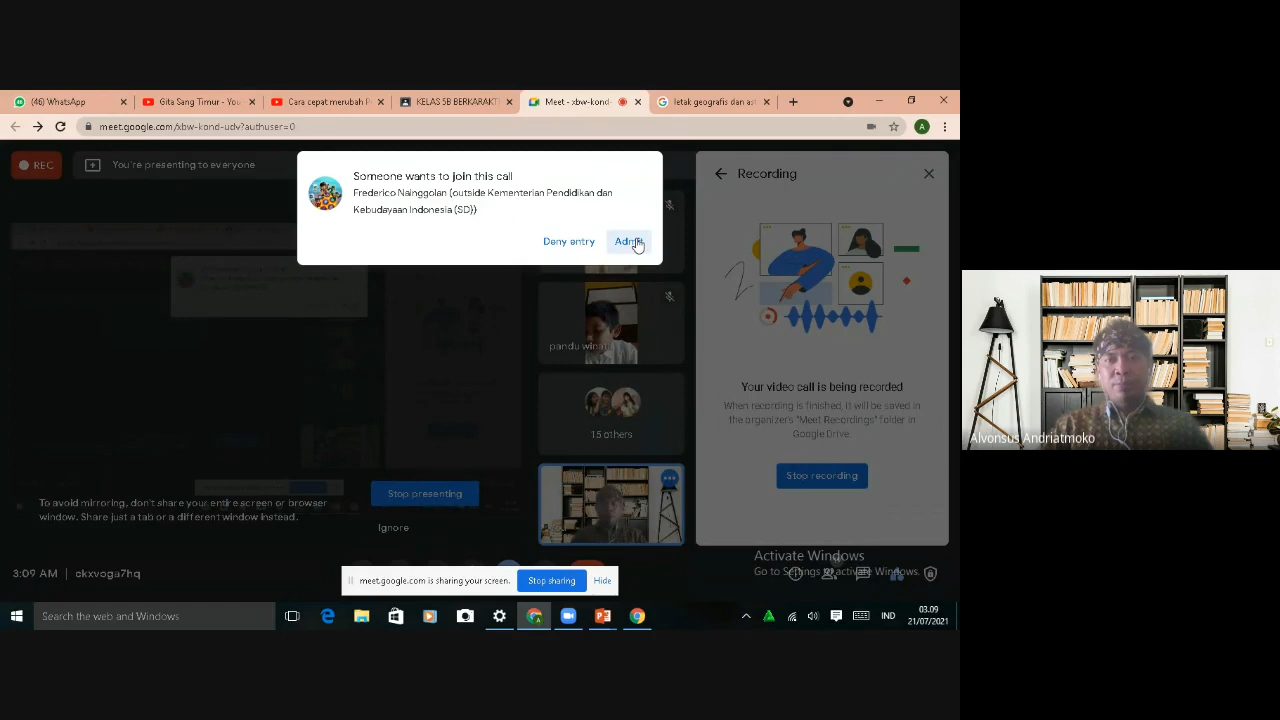 (46) WhatsApp
Gita Sang Timur - You
Cara cepat merubah P
KELAS 5B BERKARAKT
Meet - xbw-kond-
letak geografis dan ast
meet.google.com/xbw-kond-udv?authuser=0
A
REC
You're presenting to everyone
Someone wants to join this call
Frederico Nainggolan (outside Kementerian Pendidikan dan
Kebudayaan Indonesia (SD))
Deny entry
Admit
Recording
pandu winata
15 others
Your video call is being recorded
When recording is finished, it will be saved in
the organizer's "Meet Recordings" folder in
Google Drive.
Stop recording
To avoid mirroring, don't share your entire screen or browser
window. Share just a tab or a different window instead.
Stop presenting
Ignore
Alvonsus Andriatmoko
Activate Windows
Go to Settings to activate Windows.
3:09 AM | ckxvoga7hq
meet.google.com is sharing your screen.
Stop sharing
Hide
Search the web and Windows
IND
03.09
21/07/2021